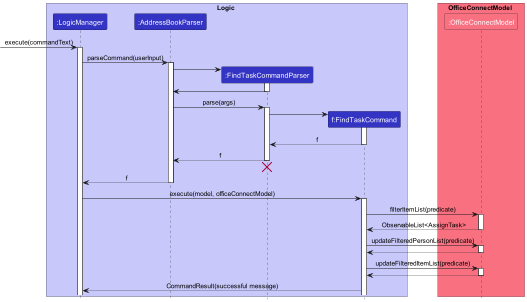 Logic
OfficeConnectModel
:LogicManager
:AddressBookParser
:OfficeConnectModel
execute(commandText)
parseCommand(userInput)
:FindTaskCommandParser
parse(args)
f:FindTaskCommand
f
f
f
execute(model, officeConnectModel)
filterItemList(predicate)
ObservableList<AssignTask>
updateFilteredPersonList(predicate)
updateFilteredItemList(predicate)
CommandResult(successful message)